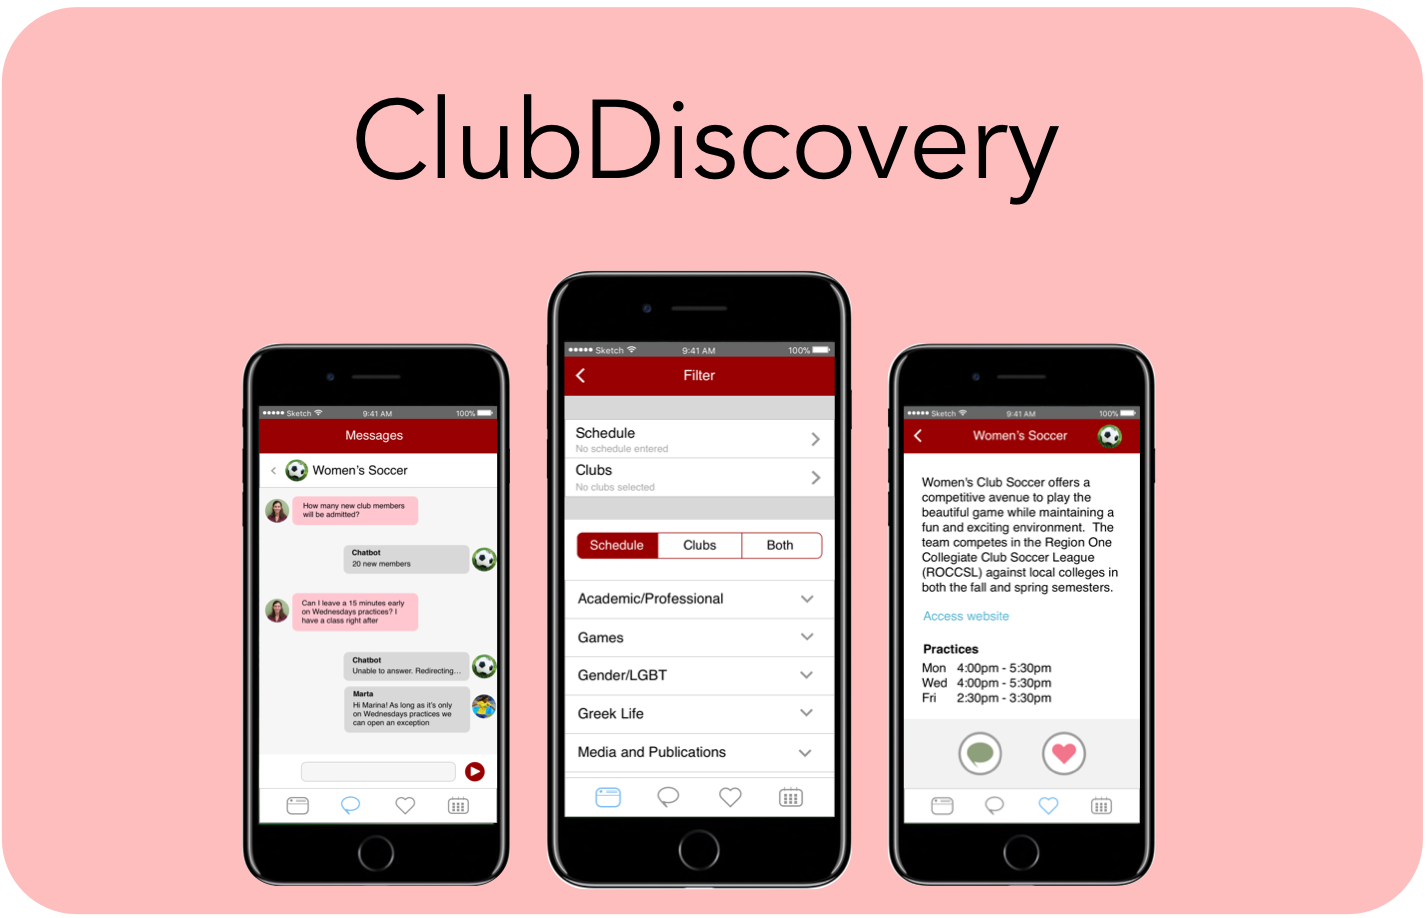 ClubDiscovery
Sketch 9:41 AM 100%
Messages
Women's Soccer
How many new club members
will be admitted?
Chatbot
20 new members
Can I leave a 15 minutes early
on Wednesdays practices? I
have a class right after
Chatbot
Unable to answer. Redirecting...
Marta
Hi Marina! As long as it's only
on Wednesdays practices we
can open an exception
Sketch 9:41 AM 100%
Filter
Schedule
No schedule entered
Clubs
No clubs selected
Schedule Clubs Both
Academic/Professional
Games
Gender/LGBT
Greek Life
Media and Publications
Sketch 9:41 AM 100%
Women's Soccer
Women's Club Soccer offers a
competitive avenue to play the
beautiful game while maintaining a
fun and exciting environment. The
team competes in the Region One
Collegiate Club Soccer League
(ROCCSL) against local colleges in
both the fall and spring semesters.
Access website
Practices
Mon 4:00pm - 5:30pm
Wed 4:00pm - 5:30pm
Fri 2:30pm - 3:30pm